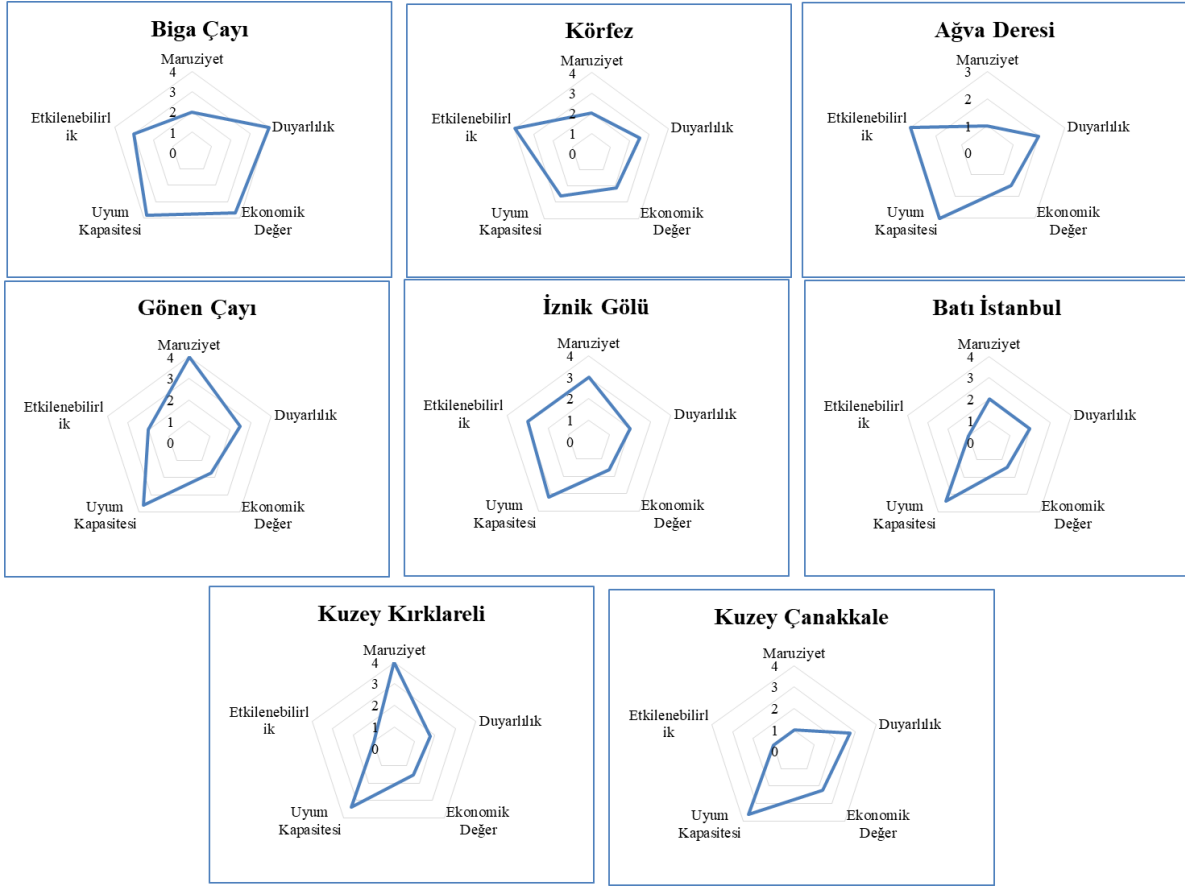 Biga Çayı
Maruziyet
4
3
2
1
0
Duyarlılık
Ekonomik
Değer
Uyum
Kapasitesi
Etkilenebilirl
ik
Körfez
Maruziyet
4
3
2
1
0
Duyarlılık
Ekonomik
Değer
Uyum
Kapasitesi
Etkilenebilirl
ik
Ağva Deresi
Maruziyet
3
2
1
0
Duyarlılık
Ekonomik
Değer
Uyum
Kapasitesi
Etkilenebilirl
ik
Gönen Çayı
Maruziyet
4
3
2
1
0
Duyarlılık
Ekonomik
Değer
Uyum
Kapasitesi
Etkilenebilirl
ik
İznik Gölü
Maruziyet
4
3
2
1
0
Duyarlılık
Ekonomik
Değer
Uyum
Kapasitesi
Etkilenebilirl
ik
Batı İstanbul
Maruziyet
4
3
2
1
0
Duyarlılık
Ekonomik
Değer
Uyum
Kapasitesi
Etkilenebilirl
ik
Kuzey Kırklareli
Maruziyet
4
3
2
1
0
Duyarlılık
Ekonomik
Değer
Uyum
Kapasitesi
Etkilenebilirl
ik
Kuzey Çanakkale
Maruziyet
4
3
2
1
0
Duyarlılık
Ekonomik
Değer
Uyum
Kapasitesi
Etkilenebilirl
ik